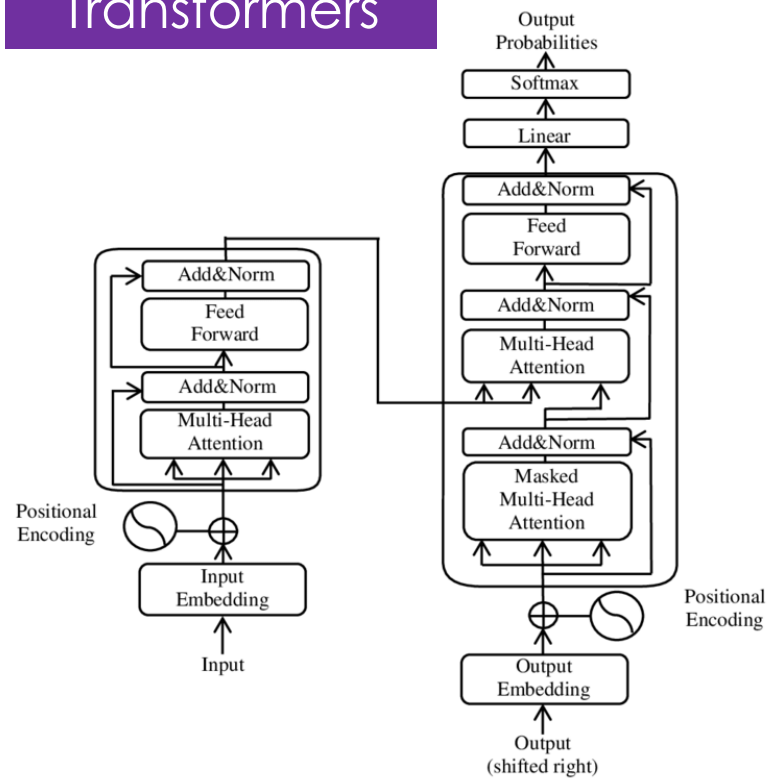 Transformers
Output
Probabilities
Softmax
Linear
Add&Norm
Feed
Forward
Add&Norm
Multi-Head
Attention
Add&Norm
Masked
Multi-Head
Attention
Positional
Encoding
Output
Embedding
Output
(shifted right)
Add&Norm
Feed
Forward
Add&Norm
Multi-Head
Attention
Positional
Encoding
Input
Embedding
Input